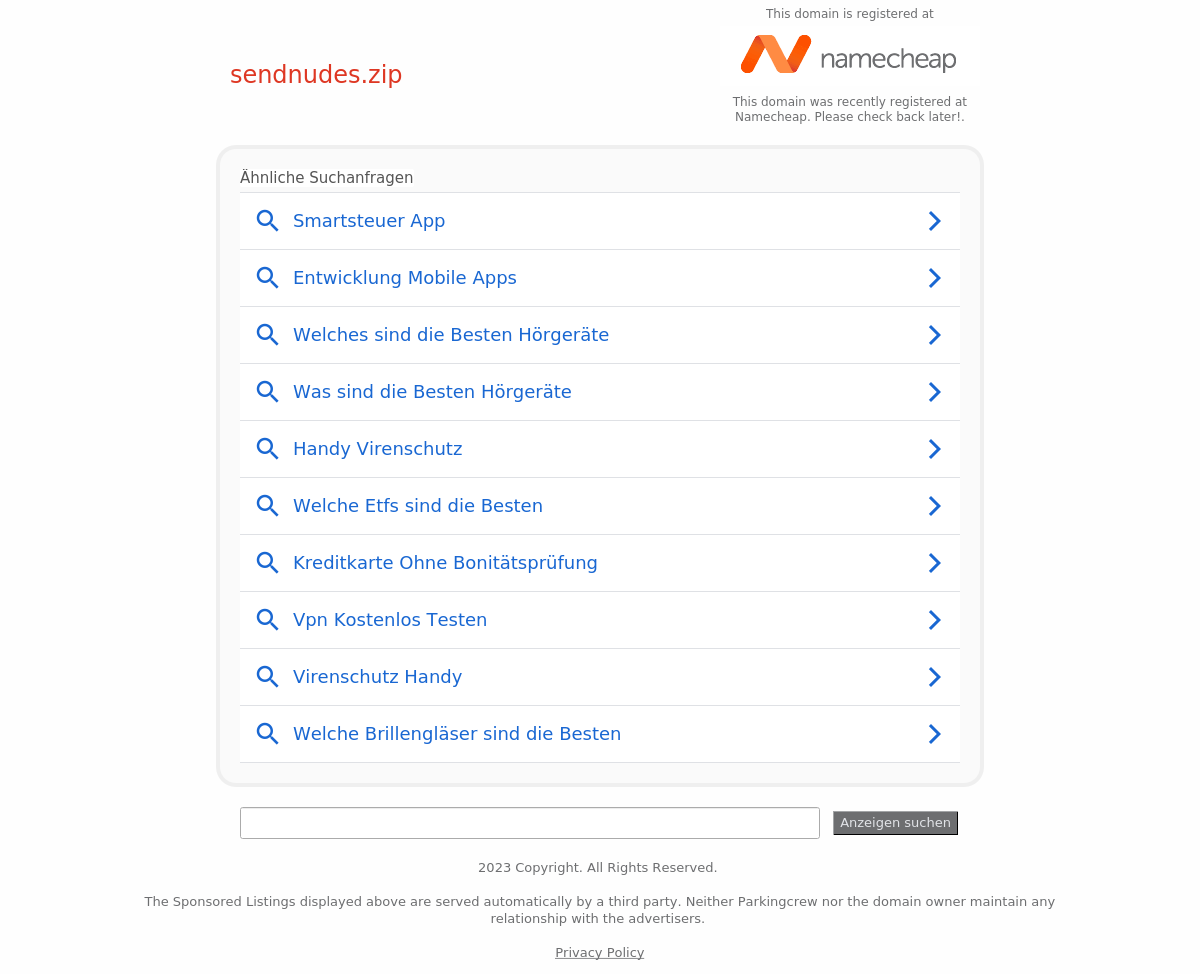 This domain is registered at
namecheap
sendnudes.zip
This domain was recently registered at
Namecheap. Please check back later!.
Ähnliche Suchanfragen
Smartsteuer App
Entwicklung Mobile Apps
Welches sind die Besten Hörgeräte
Was sind die Besten Hörgeräte
Handy Virenschutz
Welche Etfs sind die Besten
Kreditkarte Ohne Bonitätsprüfung
Vpn Kostenlos Testen
Virenschutz Handy
Welche Brillengläser sind die Besten
Anzeigen suchen
2023 Copyright. All Rights Reserved.
The Sponsored Listings displayed above are served automatically by a third party. Neither Parkingcrew nor the domain owner maintain any
relationship with the advertisers.
Privacy Policy